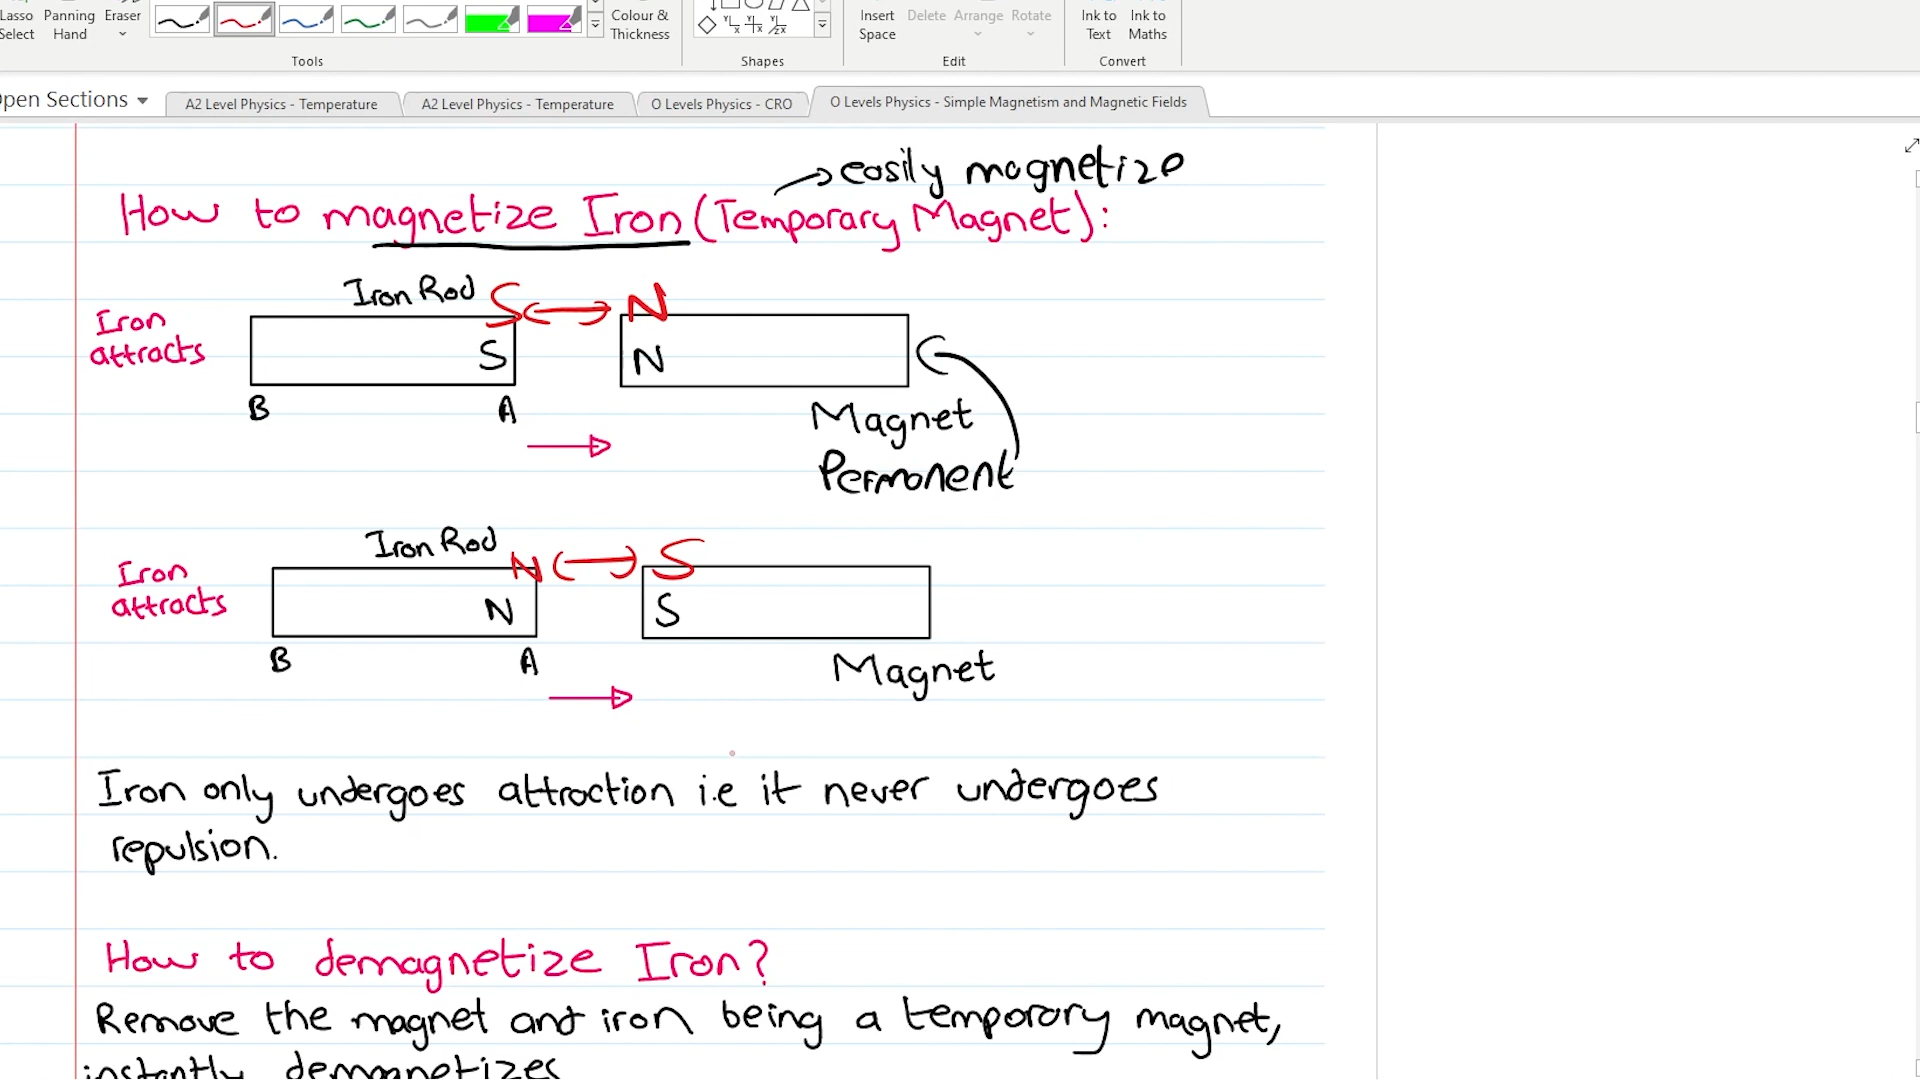 Lasso Select
Panning Hand
Eraser
Colour & Thickness
Insert Space
Delete
Arrange
Rotate
Ink to Text
Ink to Maths
Tools
Shapes
Edit
Convert
pen Sections
A2 Level Physics - Temperature
A2 Level Physics - Temperature
O Levels Physics - CRO
O Levels Physics - Simple Magnetism and Magnetic Fields
easily magnetize
How to magnetize Iron (Temporary Magnet):
Iron Rod S N
Iron attracts
S N
B A
Magnet
Permanent
Iron Rod N S
Iron attracts
N S
B A
Magnet
Iron only undergoes attraction i.e it never undergoes
repulsion.
How to demagnetize Iron?
Remove the magnet and iron being a temporary magnet,
instantly demagnetizes